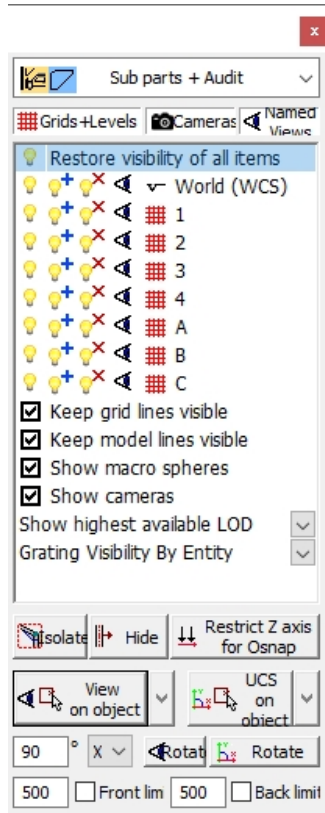 x
Sub parts + Audit
Grids+Levels Cameras Named Views
Restore visibility of all items
World (WCS)
1
2
3
4
A
B
C
Keep grid lines visible
Keep model lines visible
Show macro spheres
Show cameras
Show highest available LOD
Grating Visibility By Entity
Isolate Hide Restrict Z axis
for Osnap
View
on object
UCS
on
object
90 ° X Rotat Rotate
500 Front lim 500 Back limit